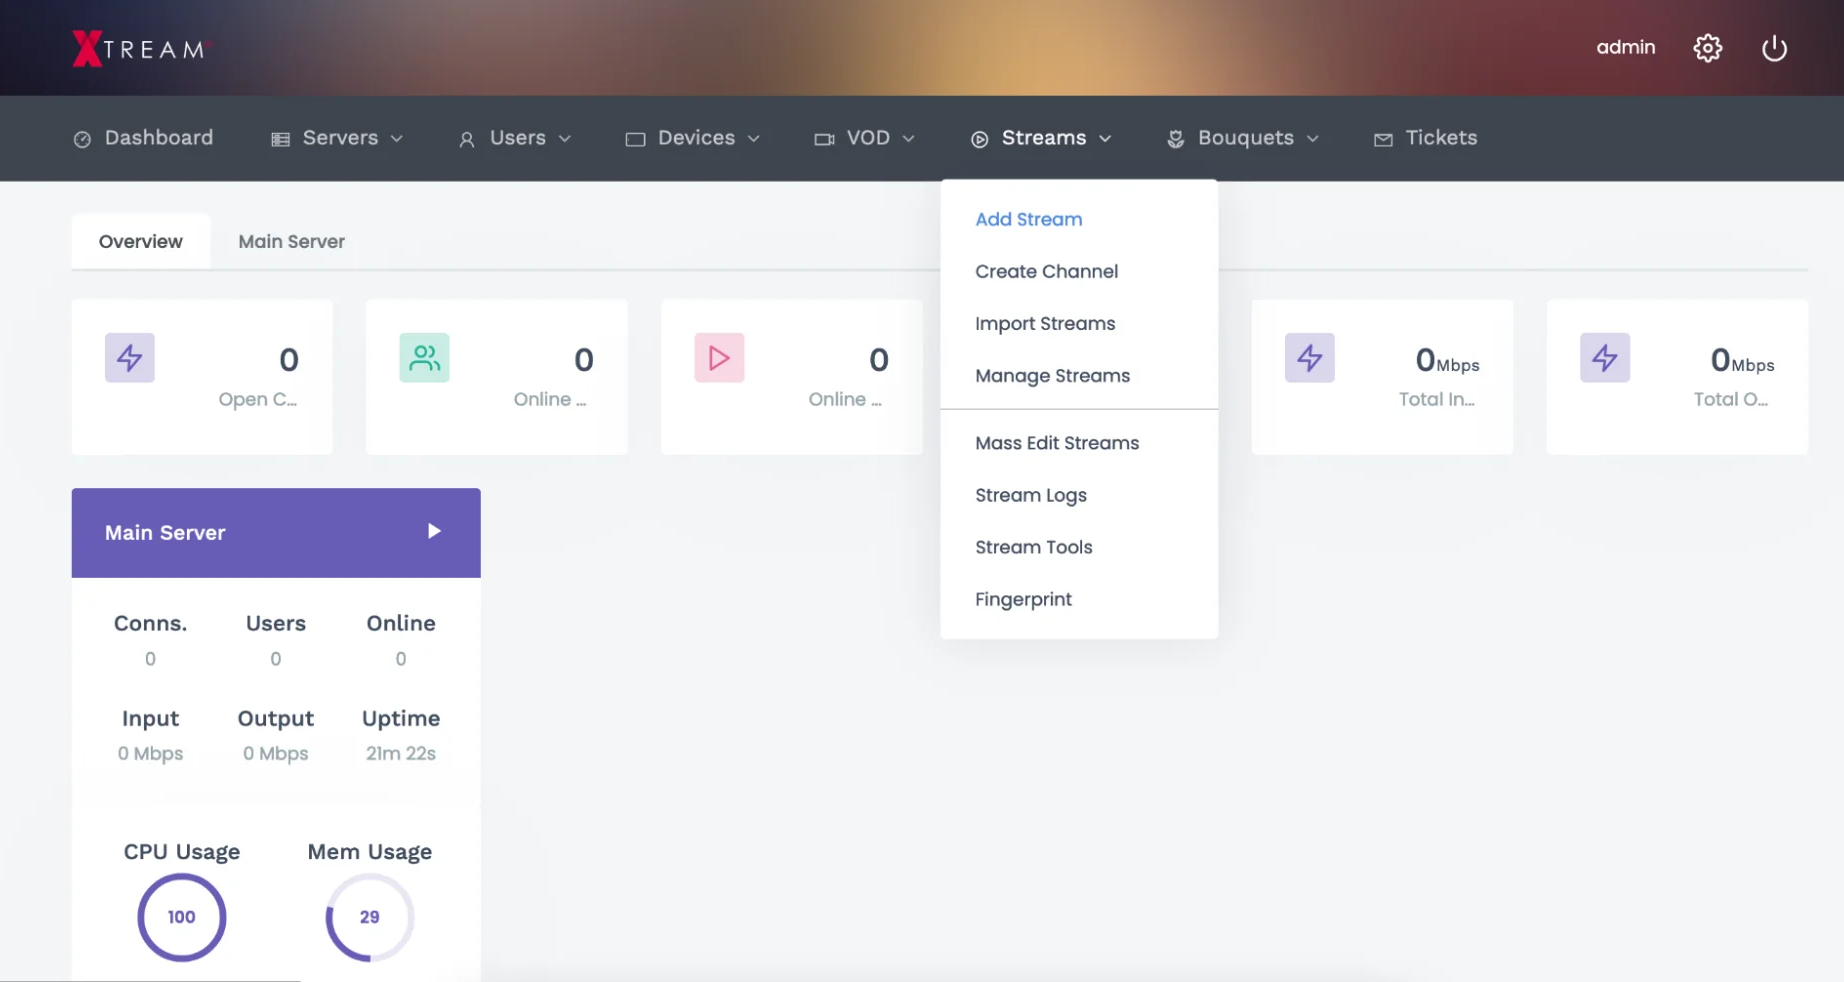 XTREAM
admin
Dashboard
Servers
Users
Devices
VOD
Streams
Bouquets
Tickets
Overview
Main Server
Add Stream
Create Channel
Import Streams
Manage Streams
Mass Edit Streams
Stream Logs
Stream Tools
Fingerprint
0
Open C...
0
Online ...
0
Online ...
0Mbps
Total In...
0Mbps
Total O...
Main Server
Conns.
0
Users
0
Online
0
Input
0 Mbps
Output
0 Mbps
Uptime
21m 22s
CPU Usage
100
Mem Usage
29